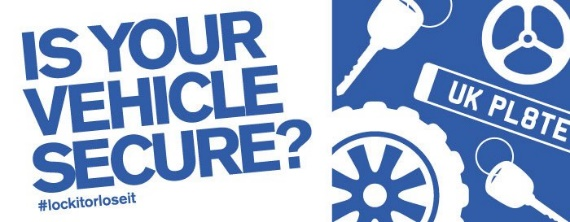 IS YOUR
VEHICLE
SECURE?
#lockitorloseit
UK PL8TE